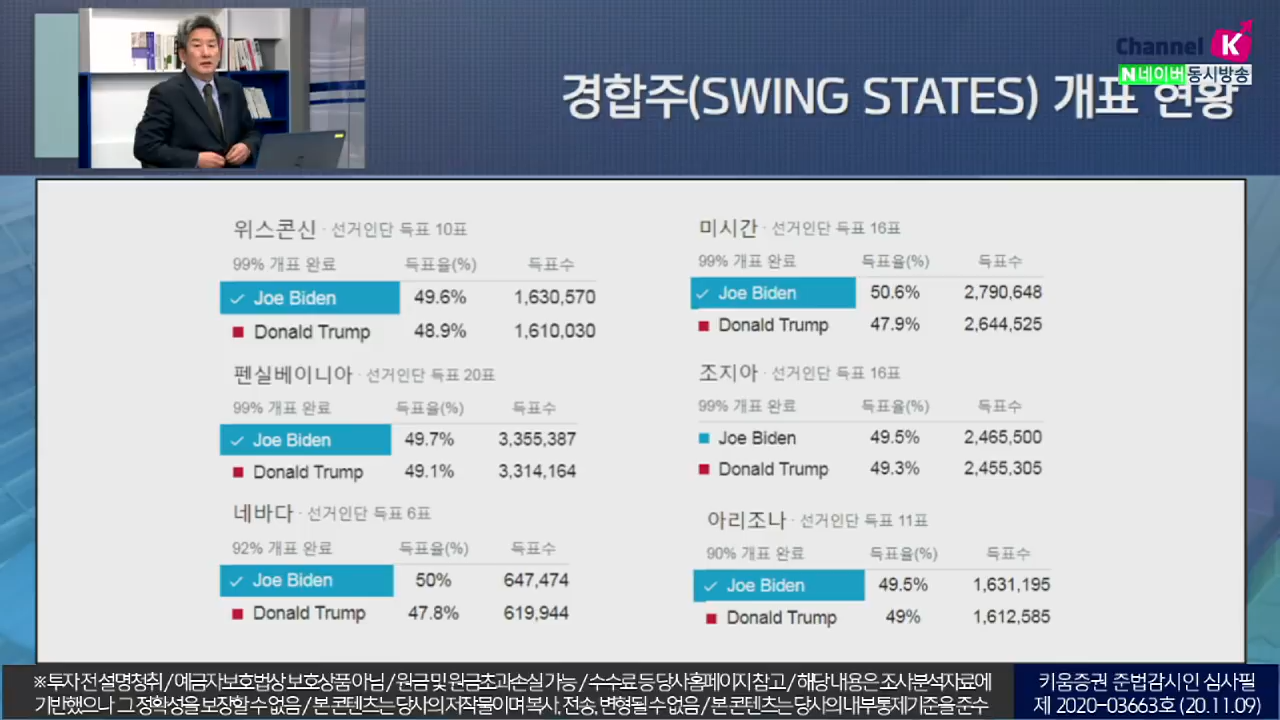 Channel K
N네이버 동시방송
경합주(SWING STATES) 개표 현황
위스콘신 · 선거인단 득표 10표
99% 개표 완료 득표율(%) 득표수
Joe Biden 49.6% 1,630,570
Donald Trump 48.9% 1,610,030
펜실베이니아 · 선거인단 득표 20표
99% 개표 완료 득표율(%) 득표수
Joe Biden 49.7% 3,355,387
Donald Trump 49.1% 3,314,164
네바다 · 선거인단 득표 6표
92% 개표 완료 득표율(%) 득표수
Joe Biden 50% 647,474
Donald Trump 47.8% 619,944
미시간 · 선거인단 득표 16표
99% 개표 완료 득표율(%) 득표수
Joe Biden 50.6% 2,790,648
Donald Trump 47.9% 2,644,525
조지아 · 선거인단 득표 16표
99% 개표 완료 득표율(%) 득표수
Joe Biden 49.5% 2,465,500
Donald Trump 49.3% 2,455,305
아리조나 · 선거인단 득표 11표
90% 개표 완료 득표율(%) 득표수
Joe Biden 49.5% 1,631,195
Donald Trump 49% 1,612,585
※ 투자 전 설명청취 / 예금자보호법상 보호상품 아님 / 원금 및 원금초과손실 가능 / 수수료 등 당사홈페이지 참고 / 해당 내용은 조사분석자료에
기반했으나 그 정확성을 보장할 수 없음 / 본 콘텐츠는 당사의 저작물이며 복사, 전송, 변형될 수 없음 / 본 콘텐츠는 당사의 내부통제기준을 준수
키움증권 준법감시인 심사필
제 2020-03663호 (20.11.09)